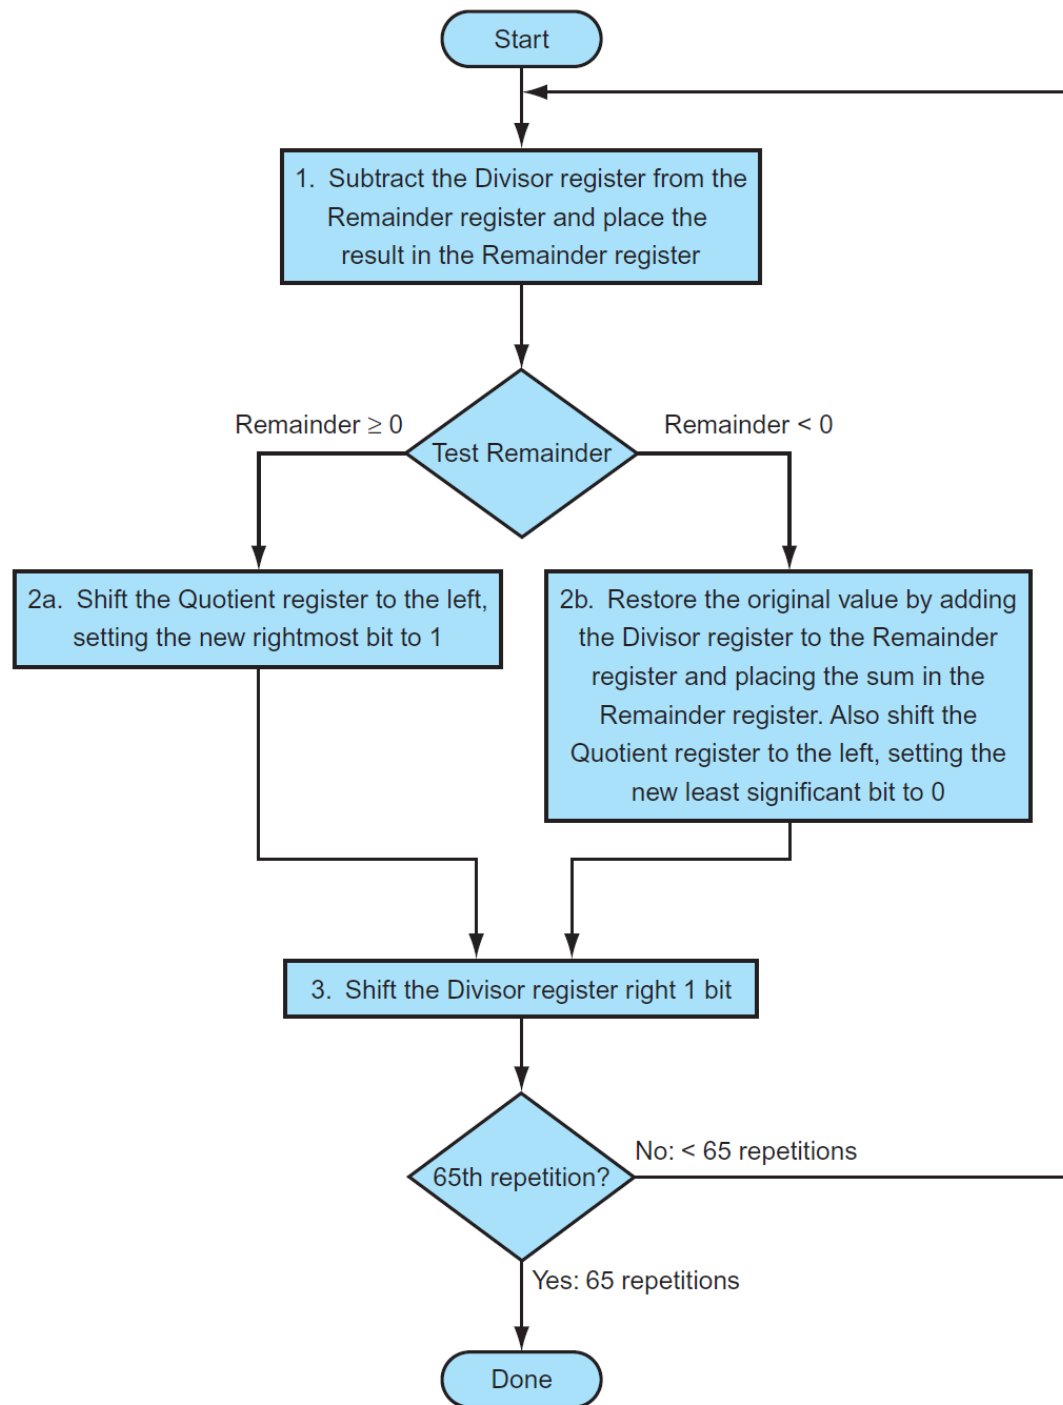 Start
1. Subtract the Divisor register from the
Remainder register and place the
result in the Remainder register
Remainder ≥ 0
Test Remainder
Remainder < 0
2a. Shift the Quotient register to the left,
setting the new rightmost bit to 1
2b. Restore the original value by adding
the Divisor register to the Remainder
register and placing the sum in the
Remainder register. Also shift the
Quotient register to the left, setting the
new least significant bit to 0
3. Shift the Divisor register right 1 bit
65th repetition?
No: < 65 repetitions
Yes: 65 repetitions
Done